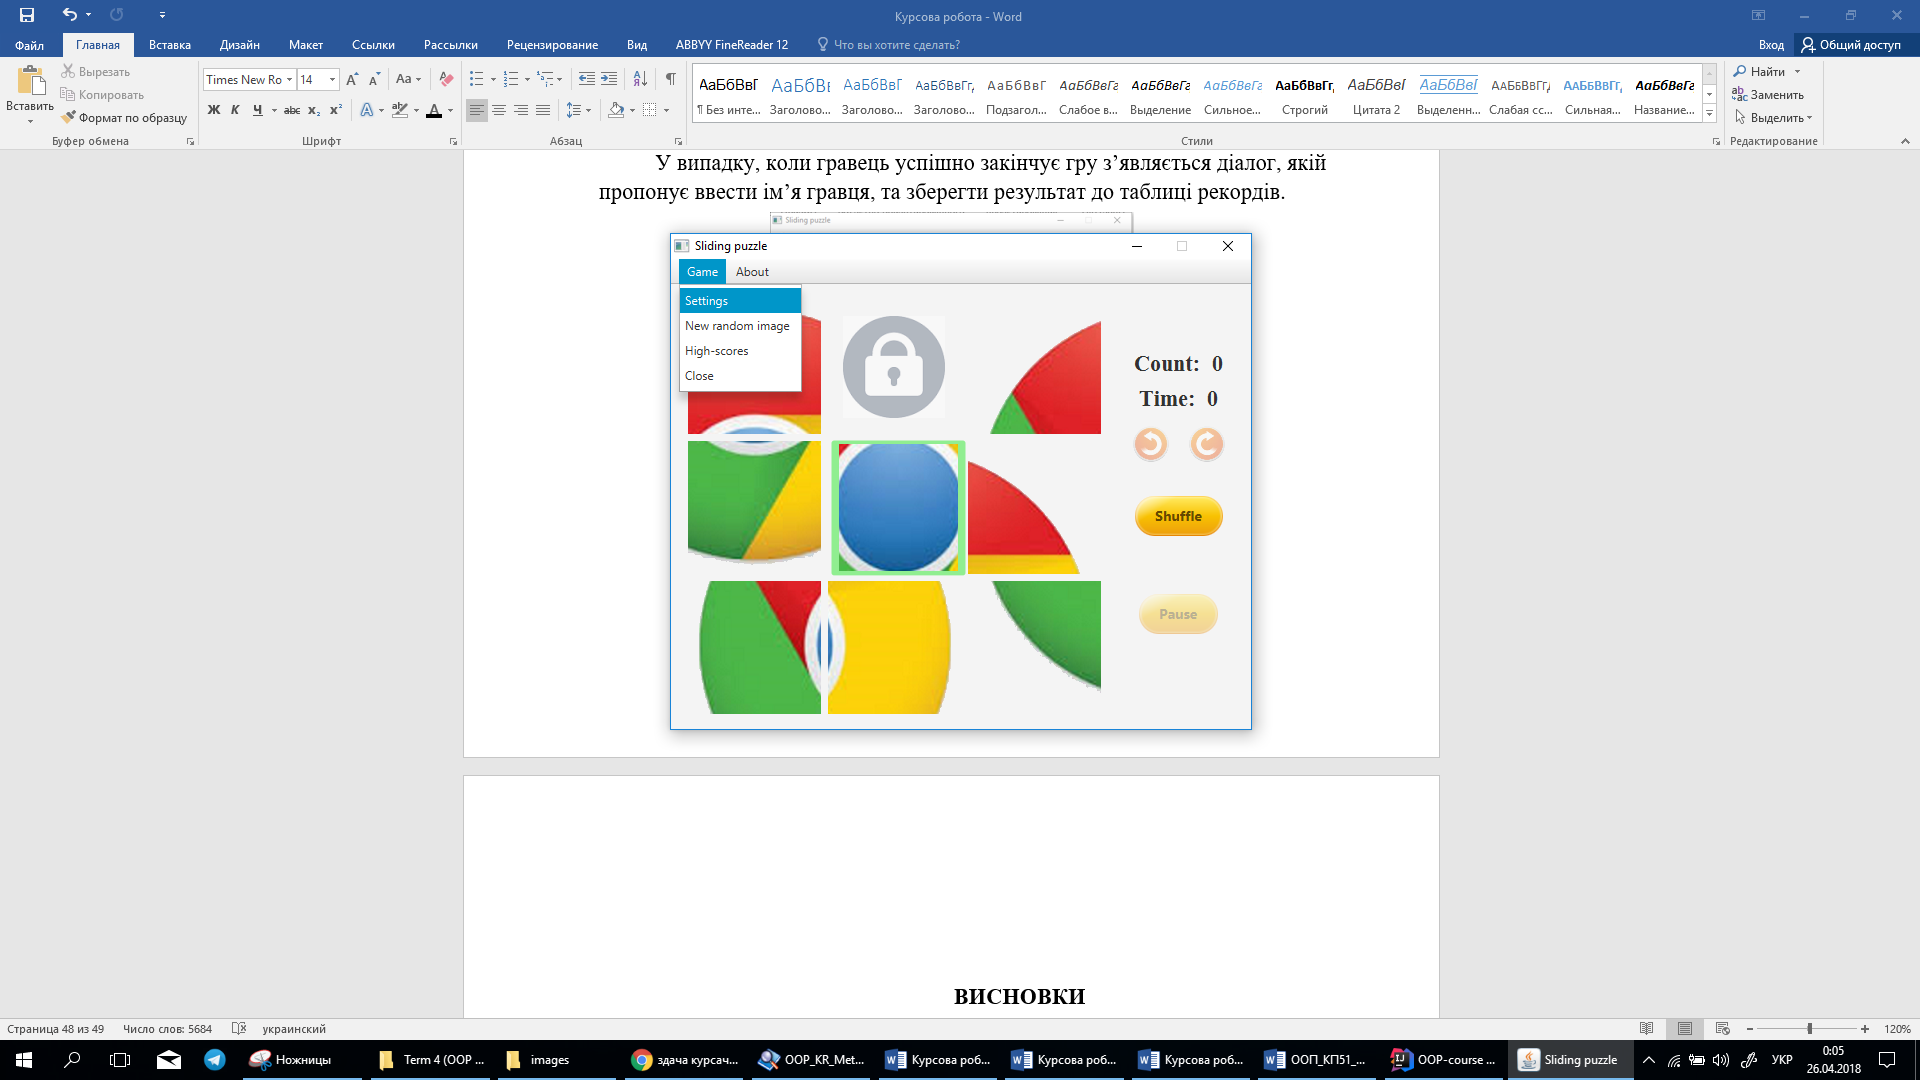 Курсова робота - Word
Файл Главная Вставка Дизайн Макет Ссылки Рассылки Рецензирование Вид ABBYY FineReader 12 Что вы хотите сделать? Вход Общий доступ
Вставить
Вырезать
Копировать
Формат по образцу
Буфер обмена
Times New Ro 14
Ж К Ч abc x₂ x²
Шрифт
Абзац
АаБбВвГ АаБбВв АаБбВвГ АаБбВвГг, АаБбВвГ АаБбВвГг АаБбВвГг АаБбВвГг АаБбВвГг, АаБбВвГ АаБбВвГ АаБбВвГг, АаБбВвГг, АаБбВвГг
¶ Без инте... Заголово... Заголово... Заголово... Подзагол... Слабое в... Выделение Сильное... Строгий Цитата 2 Выделенн... Слабая сс... Сильная... Название...
Стили
Найти
Заменить
Выделить
Редактирование
У випадку, коли гравець успішно закінчує гру з’являється діалог, якій
пропонує ввести ім’я гравця, та зберегти результат до таблиці рекордів.
Sliding puzzle
Sliding puzzle
Game About
Settings
New random image
High-scores
Close
Count: 0
Time: 0
Shuffle
Pause
ВИСНОВКИ
Страница 48 из 49 Число слов: 5684 украинский 120%
Ножницы Term 4 (OOP ... images здача курсач... OOP_KR_Met... Курсова роб... Курсова роб... Курсова роб... ООП_КП51_... OOP-course ... Sliding puzzle УКР 0:05
26.04.2018